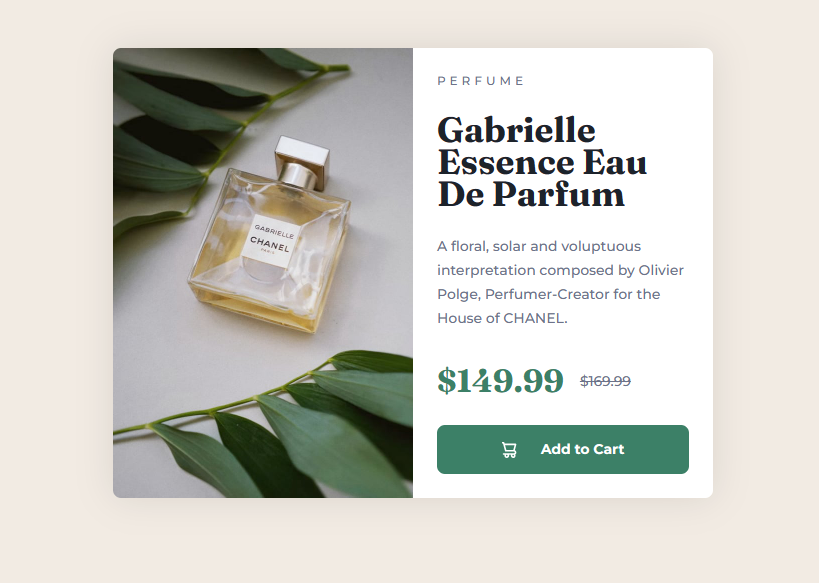 GABRIELLE
CHANEL
PARIS
PERFUME
Gabrielle
Essence Eau
De Parfum
A floral, solar and voluptuous
interpretation composed by Olivier
Polge, Perfumer-Creator for the
House of CHANEL.
$149.99 $169.99
Add to Cart